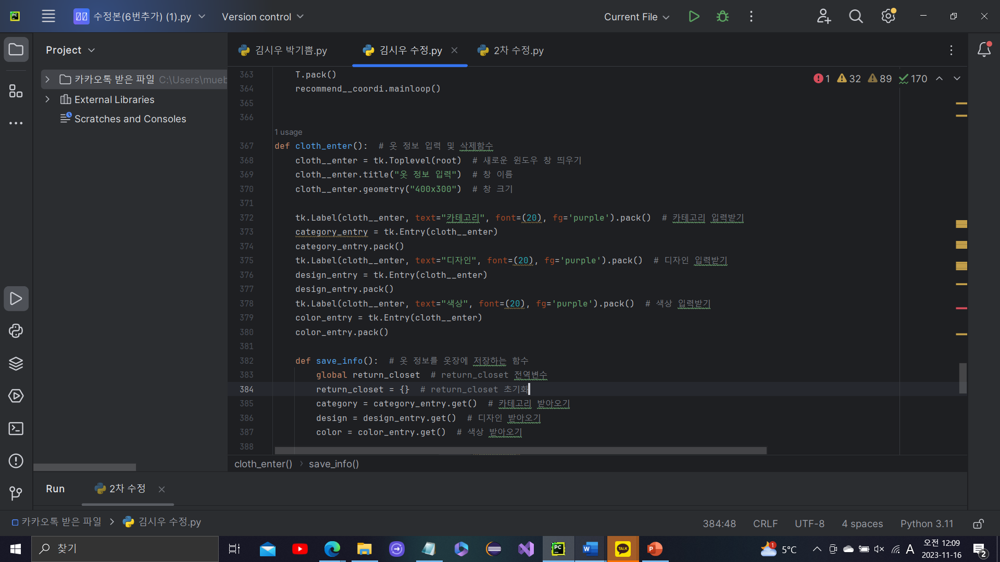 수정본(6번추가) (1).py
Version control
Current File
Project
카카오톡 받은 파일 C:\Users\mueb
External Libraries
Scratches and Consoles
김시우 박기쁨.py
김시우 수정.py
2차 수정.py
1 32 89 170
363 T.pack()
364 recommend__coordi.mainloop()
365
366
1 usage
367 def cloth_enter(): # 옷 정보 입력 및 삭제함수
368 cloth__enter = tk.Toplevel(root) # 새로운 윈도우 창 띄우기
369 cloth__enter.title("옷 정보 입력") # 창 이름
370 cloth__enter.geometry("400x300") # 창 크기
371
372 tk.Label(cloth__enter, text="카테고리", font=(20), fg='purple').pack() # 카테고리 입력받기
373 category_entry = tk.Entry(cloth__enter)
374 category_entry.pack()
375 tk.Label(cloth__enter, text="디자인", font=(20), fg='purple').pack() # 디자인 입력받기
376 design_entry = tk.Entry(cloth__enter)
377 design_entry.pack()
378 tk.Label(cloth__enter, text="색상", font=(20), fg='purple').pack() # 색상 입력받기
379 color_entry = tk.Entry(cloth__enter)
380 color_entry.pack()
381
382 def save_info(): # 옷 정보를 옷장에 저장하는 함수
383 global return_closet # return_closet 전역변수
384 return_closet = {} # return_closet 초기화
385 category = category_entry.get() # 카테고리 받아오기
386 design = design_entry.get() # 디자인 받아오기
387 color = color_entry.get() # 색상 받아오기
388
cloth_enter() › save_info()
Run
2차 수정
카카오톡 받은 파일 > 김시우 수정.py
384:48 CRLF UTF-8 4 spaces Python 3.11
찾기
5°C
A
오전 12:09
2023-11-16
2